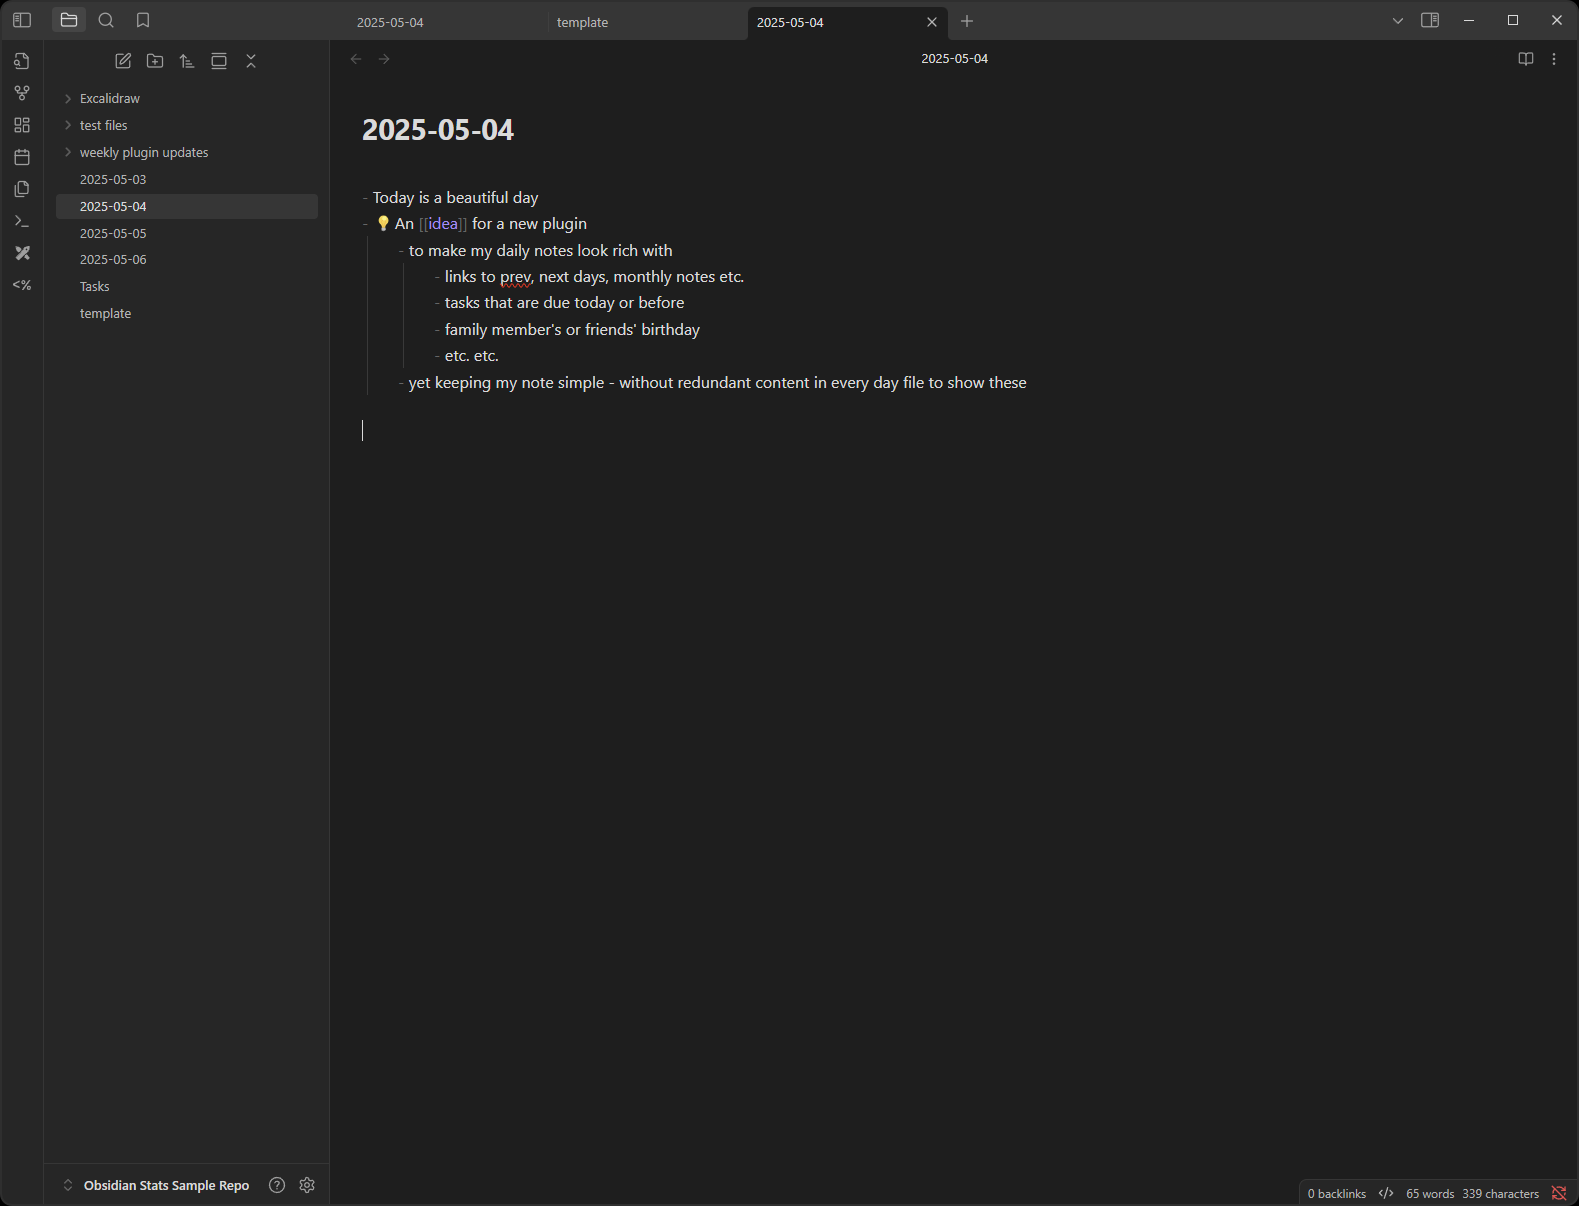 2025-05-04
template
2025-05-04
2025-05-04
Excalidraw
test files
weekly plugin updates
2025-05-03
2025-05-04
2025-05-05
2025-05-06
Tasks
template
<%
2025-05-04
- Today is a beautiful day
- 💡 An [[idea]] for a new plugin
- to make my daily notes look rich with
- links to prev, next days, monthly notes etc.
- tasks that are due today or before
- family member's or friends' birthday
- etc. etc.
- yet keeping my note simple - without redundant content in every day file to show these
Obsidian Stats Sample Repo
0 backlinks </> 65 words 339 characters